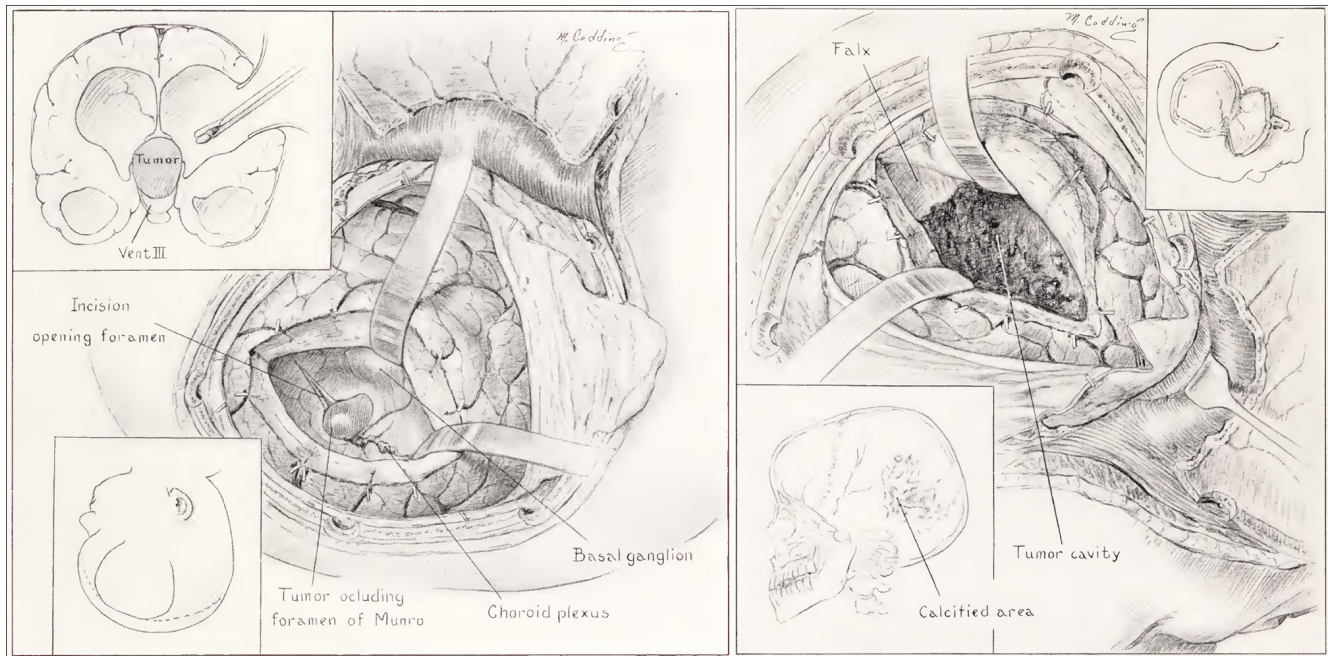 M. Codding
Tumor
Vent III
Incision
opening foramen
Basal ganglion
Tumor ocluding
foramen of Munro
Choroid plexus
M. Codding
Falx
Tumor cavity
Calcified area